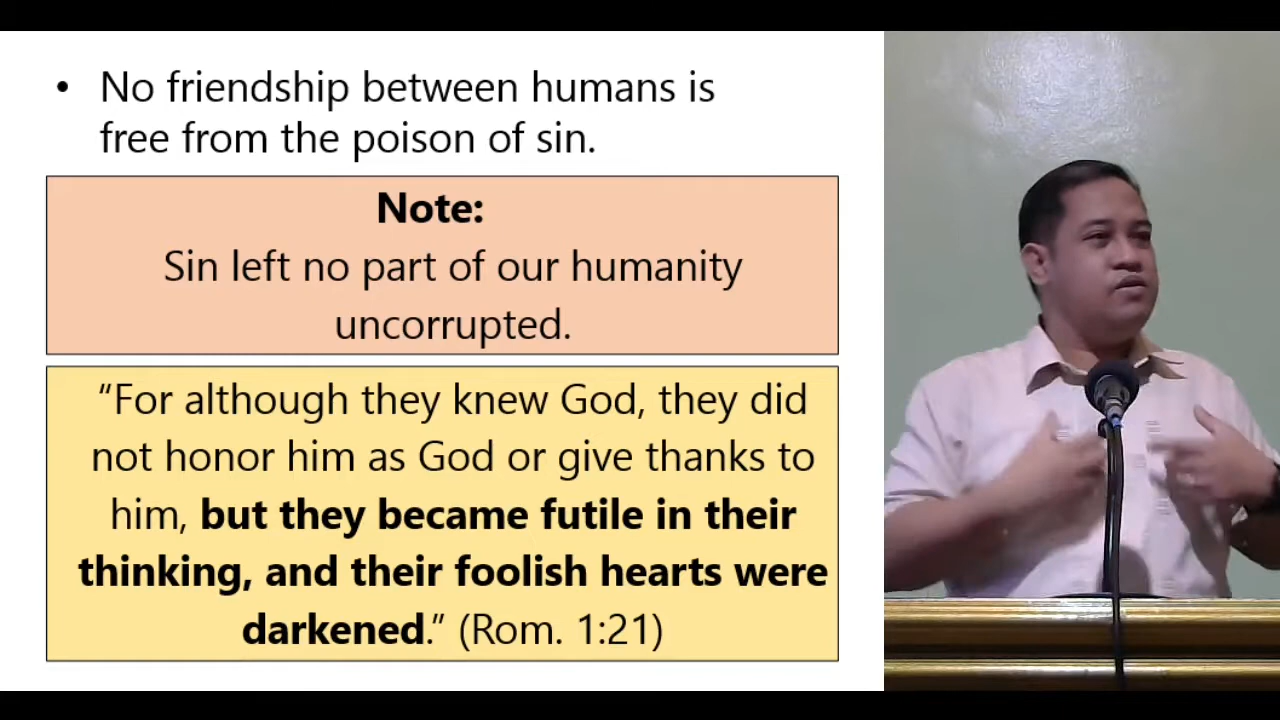 • No friendship between humans is
free from the poison of sin.
Note:
Sin left no part of our humanity
uncorrupted.
“For although they knew God, they did
not honor him as God or give thanks to
him, but they became futile in their
thinking, and their foolish hearts were
darkened.” (Rom. 1:21)